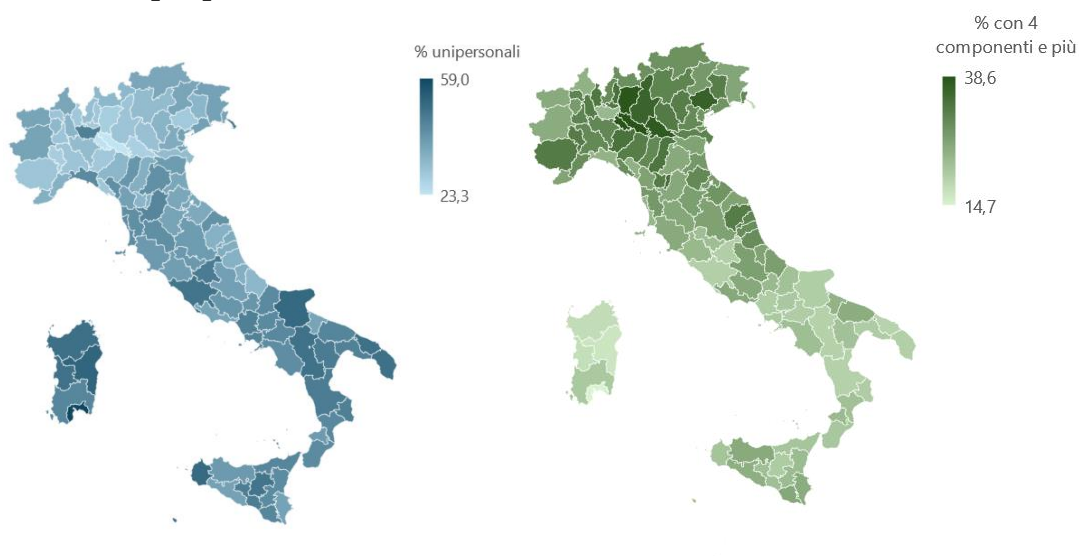 % unipersonali
59,0
23,3
% con 4
componenti e più
38,6
14,7